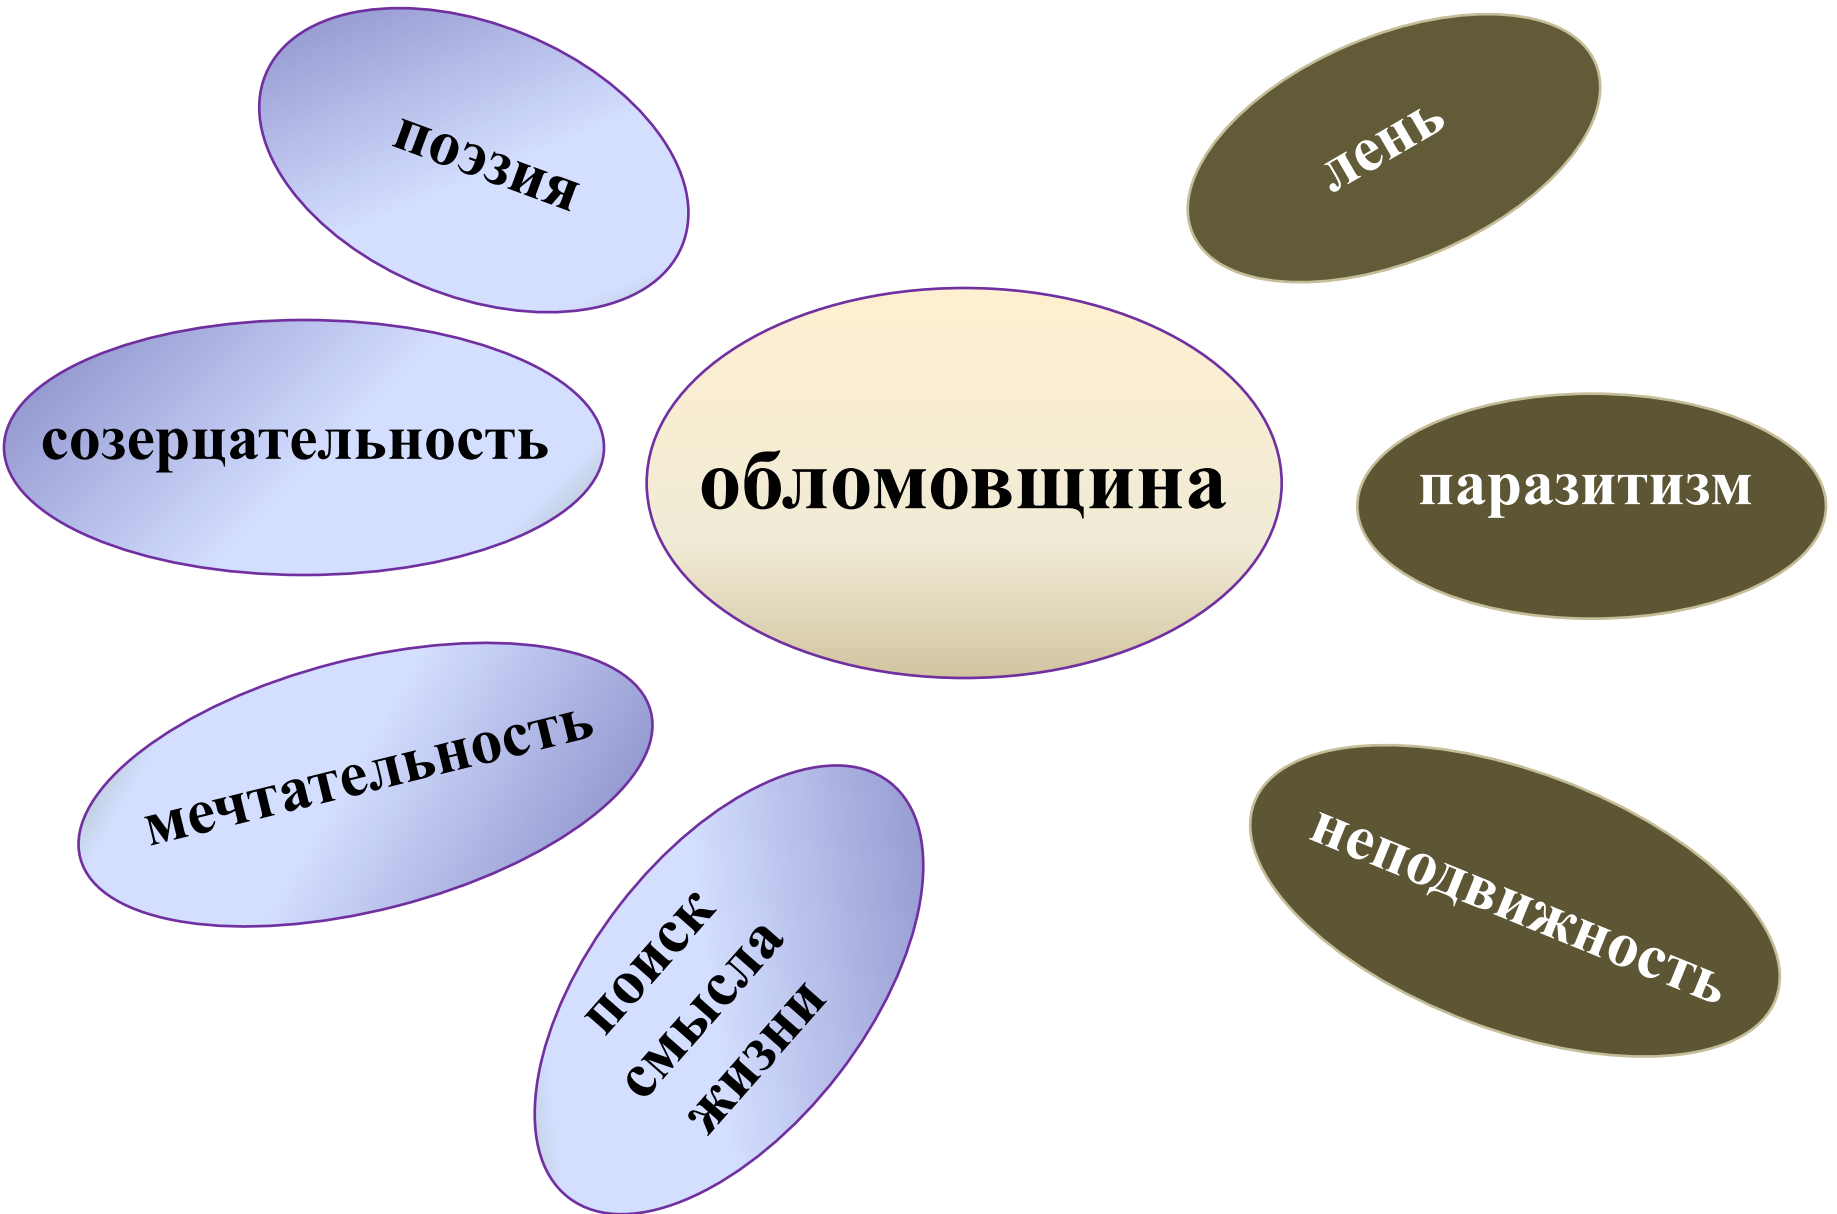 поэзия
лень
созерцательность
обломовщина
паразитизм
мечтательность
неподвижность
поиск
смысла
жизни